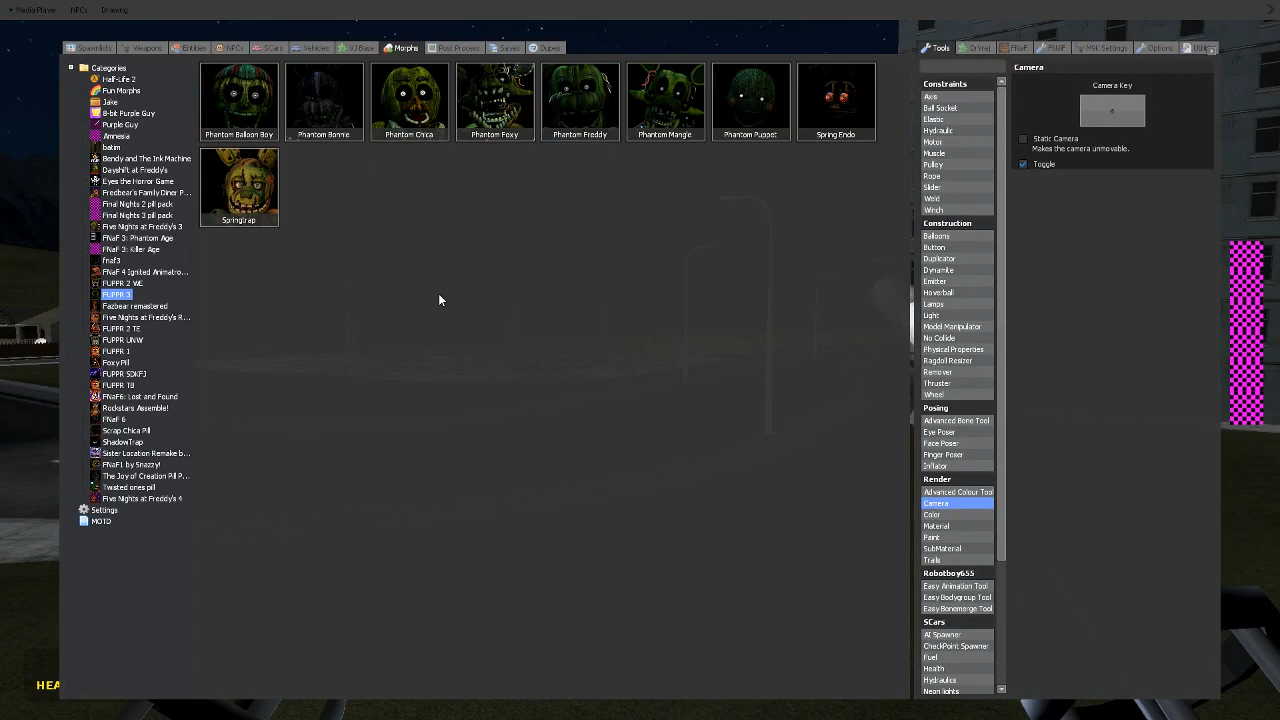 Media Player NPCs Drawing
Spawnlists Weapons Entities NPCs SCars Vehicles VJ Base Morphs Post Process Saves Dupes
Categories
Half-Life 2
Fun Morphs
Jake
8-bit Purple Guy
Purple Guy
Amnesia
batim
Bendy and The Ink Machine
Dayshift at Freddy's
Eyes the Horror Game
Fredbear's Family Diner P...
Final Nights 2 pill pack
Final Nights 3 pill pack
Five Nights at Freddy's 3
FNaF 3: Phantom Age
FNaF 3: Killer Age
fnaf3
FNaF 4 Ignited Animatro...
FUPPR 2 WE
FUPPR 3
Fazbear remastered
Five Nights at Freddy's R...
FUPPR 2 TE
FUPPR UNW
FUPPR 1
Foxy Pill
FUPPR SDKFJ
FUPPR TB
FNaF6: Lost and Found
Rockstars Assemble!
FNaF 6
Scrap Chica Pill
ShadowTrap
Sister Location Remake b...
FNaF1 by Snazzy!
The Joy of Creation Pill P...
Twisted ones pill
Five Nights at Freddy's 4
Settings
MOTD
Phantom Balloon Boy Phantom Bonnie Phantom Chica Phantom Foxy Phantom Freddy Phantom Mangle Phantom Puppet Spring Endo
Springtrap
HEA
Tools DrVrej FNaF FNAF M9K Settings Options Utili
Constraints
Axis
Ball Socket
Elastic
Hydraulic
Motor
Muscle
Pulley
Rope
Slider
Weld
Winch
Construction
Balloons
Button
Duplicator
Dynamite
Emitter
Hoverball
Lamps
Light
Model Manipulator
No Collide
Physical Properties
Ragdoll Resizer
Remover
Thruster
Wheel
Posing
Advanced Bone Tool
Eye Poser
Face Poser
Finger Poser
Inflator
Render
Advanced Colour Tool
Camera
Color
Material
Paint
SubMaterial
Trails
Robotboy655
Easy Animation Tool
Easy Bodygroup Tool
Easy Bonemerge Tool
SCars
AI Spawner
CheckPoint Spawner
Fuel
Health
Hydraulics
Neon lights
Camera
Camera Key
Static Camera
Makes the camera unmovable.
Toggle